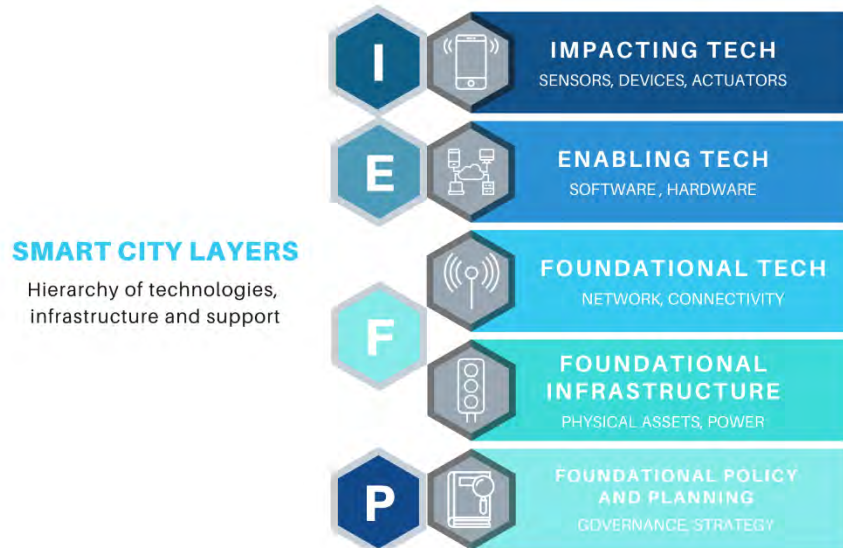 SMART CITY LAYERS
Hierarchy of technologies,
infrastructure and support
I
IMPACTING TECH
SENSORS, DEVICES, ACTUATORS
E
ENABLING TECH
SOFTWARE , HARDWARE
F
FOUNDATIONAL TECH
NETWORK, CONNECTIVITY
FOUNDATIONAL
INFRASTRUCTURE
PHYSICAL ASSETS, POWER
P
FOUNDATIONAL POLICY
AND PLANNING
GOVERNANCE, STRATEGY